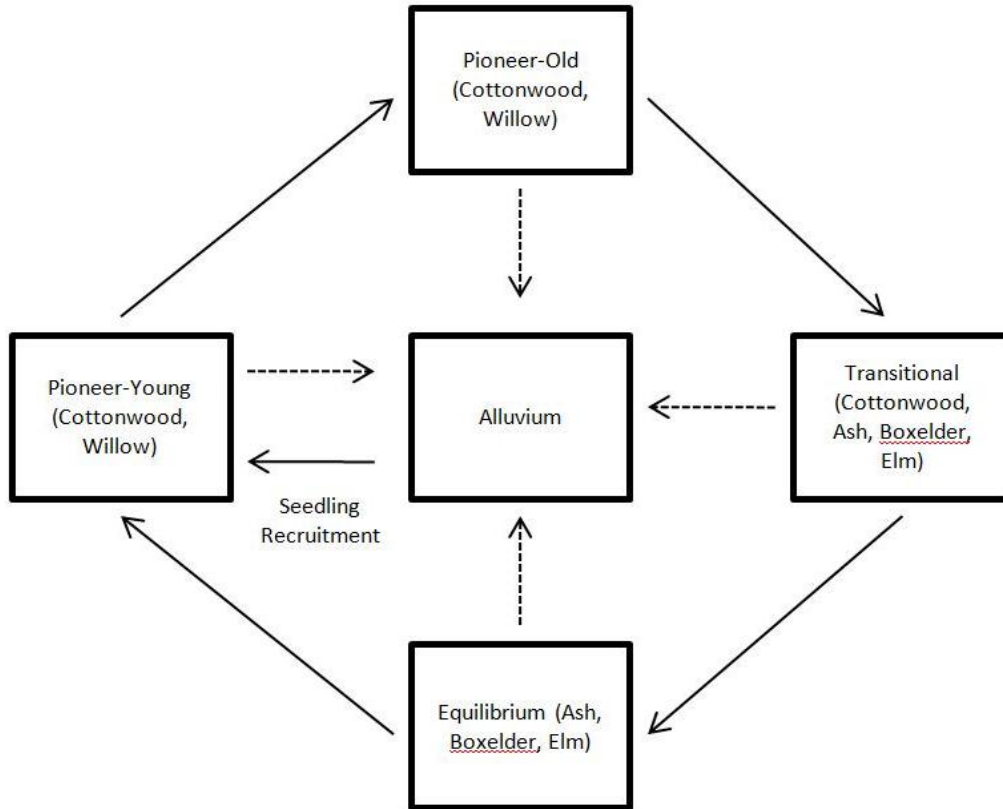 Pioneer-Old
(Cottonwood,
Willow)
Pioneer-Young
(Cottonwood,
Willow)
Alluvium
Transitional
(Cottonwood,
Ash, Boxelder,
Elm)
Seedling
Recruitment
Equilibrium (Ash,
Boxelder, Elm)